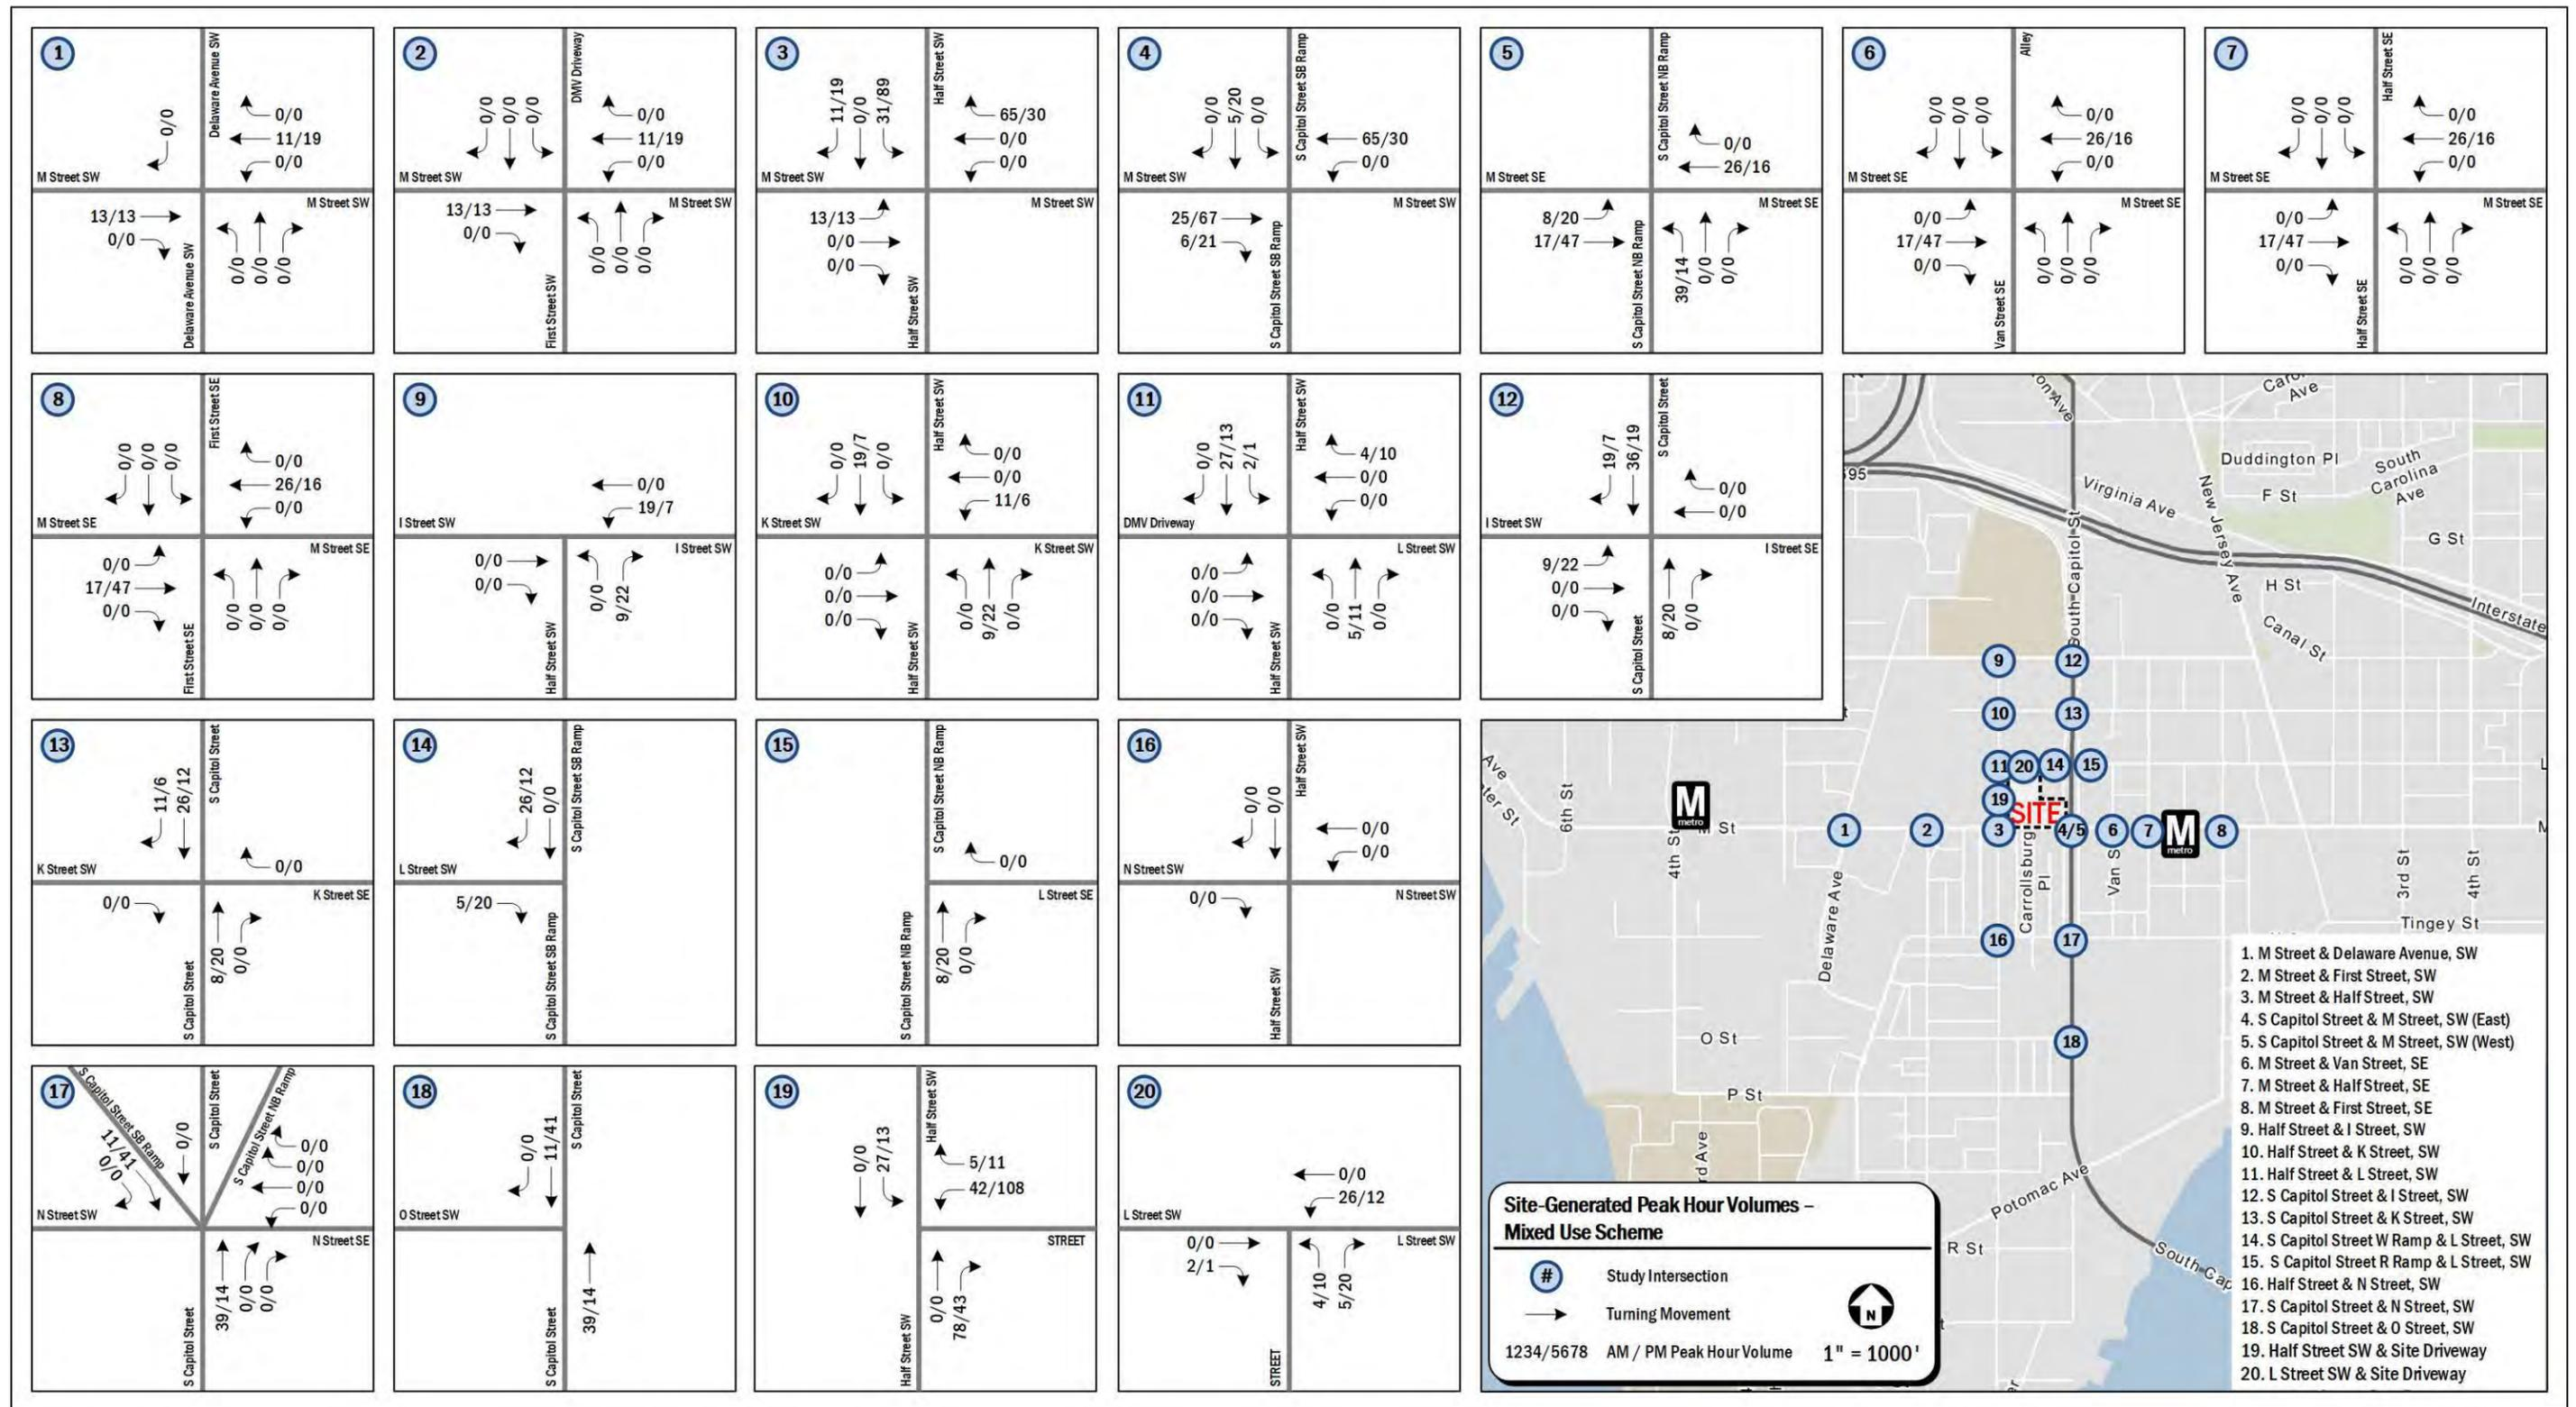 1
Delaware Avenue SW
0/0
0/0
11/19
0/0
M Street SW
M Street SW
13/13
0/0
Delaware Avenue SW
0/0
0/0
0/0
2
DMV Driveway
0/0
0/0
0/0
0/0
11/19
0/0
M Street SW
M Street SW
13/13
0/0
First Street SW
0/0
0/0
0/0
3
Half Street SW
11/19
0/0
31/89
65/30
0/0
0/0
M Street SW
M Street SW
13/13
0/0
0/0
Half Street SW
4
S Capitol Street SB Ramp
0/0
5/20
0/0
65/30
0/0
M Street SW
M Street SW
25/67
6/21
S Capitol Street SB Ramp
5
S Capitol Street NB Ramp
0/0
26/16
M Street SE
M Street SE
8/20
17/47
S Capitol Street NB Ramp
39/14
0/0
0/0
6
Alley
0/0
0/0
0/0
0/0
26/16
0/0
M Street SE
M Street SE
0/0
17/47
0/0
Van Street SE
0/0
0/0
0/0
7
Half Street SE
0/0
0/0
0/0
0/0
26/16
0/0
M Street SE
M Street SE
0/0
17/47
0/0
Half Street SE
0/0
0/0
0/0
8
First Street SE
0/0
0/0
0/0
0/0
26/16
0/0
M Street SE
M Street SE
0/0
17/47
0/0
First Street SE
0/0
0/0
0/0
9
0/0
19/7
I Street SW
I Street SW
0/0
0/0
Half Street SW
0/0
9/22
10
Half Street SW
0/0
19/7
0/0
0/0
0/0
11/6
K Street SW
K Street SW
0/0
0/0
0/0
Half Street SW
0/0
9/22
0/0
11
Half Street SW
0/0
27/13
2/1
4/10
0/0
0/0
DMV Driveway
L Street SW
0/0
0/0
0/0
Half Street SW
0/0
5/11
0/0
12
S Capitol Street
19/7
36/19
0/0
0/0
I Street SW
I Street SE
9/22
0/0
0/0
S Capitol Street
8/20
0/0
13
S Capitol Street
11/6
26/12
0/0
K Street SW
K Street SE
0/0
S Capitol Street
8/20
0/0
14
S Capitol Street SB Ramp
26/12
0/0
L Street SW
5/20
S Capitol Street SB Ramp
15
S Capitol Street NB Ramp
0/0
L Street SE
S Capitol Street NB Ramp
8/20
0/0
16
Half Street SW
0/0
0/0
0/0
0/0
N Street SW
N Street SW
0/0
Half Street SW
17
S Capitol Street SB Ramp
S Capitol Street
S Capitol Street NB Ramp
11/41
0/0
0/0
0/0
0/0
0/0
0/0
N Street SW
N Street SE
S Capitol Street
39/14
0/0
0/0
18
S Capitol Street
0/0
11/41
O Street SW
S Capitol Street
39/14
19
Half Street SW
0/0
27/13
5/11
42/108
STREET
Half Street SW
0/0
78/43
20
0/0
26/12
L Street SW
L Street SW
0/0
2/1
STREET
4/10
5/20
Ave
Duddington Pl
South
Carolina
Ave
F St
Virginia Ave
New Jersey Ave
G St
H St
Interstate
Canal St
South Capitol St
95
9
12
10
13
11
20
14
15
19
SITE
1
2
3
4/5
6
7
8
M
metro
M
metro
M St
6th St
4th St
Delaware Ave
Carrollsburg
Pl
Van S
3rd St
4th St
Tingey St
16
17
18
O St
P St
rd Ave
Potomac Ave
R St
South Cap
1. M Street & Delaware Avenue, SW
2. M Street & First Street, SW
3. M Street & Half Street, SW
4. S Capitol Street & M Street, SW (East)
5. S Capitol Street & M Street, SW (West)
6. M Street & Van Street, SE
7. M Street & Half Street, SE
8. M Street & First Street, SE
9. Half Street & I Street, SW
10. Half Street & K Street, SW
11. Half Street & L Street, SW
12. S Capitol Street & I Street, SW
13. S Capitol Street & K Street, SW
14. S Capitol Street W Ramp & L Street, SW
15. S Capitol Street R Ramp & L Street, SW
16. Half Street & N Street, SW
17. S Capitol Street & N Street, SW
18. S Capitol Street & O Street, SW
19. Half Street SW & Site Driveway
20. L Street SW & Site Driveway
Site-Generated Peak Hour Volumes –
Mixed Use Scheme
# Study Intersection
Turning Movement
N
1234/5678 AM / PM Peak Hour Volume 1" = 1000'